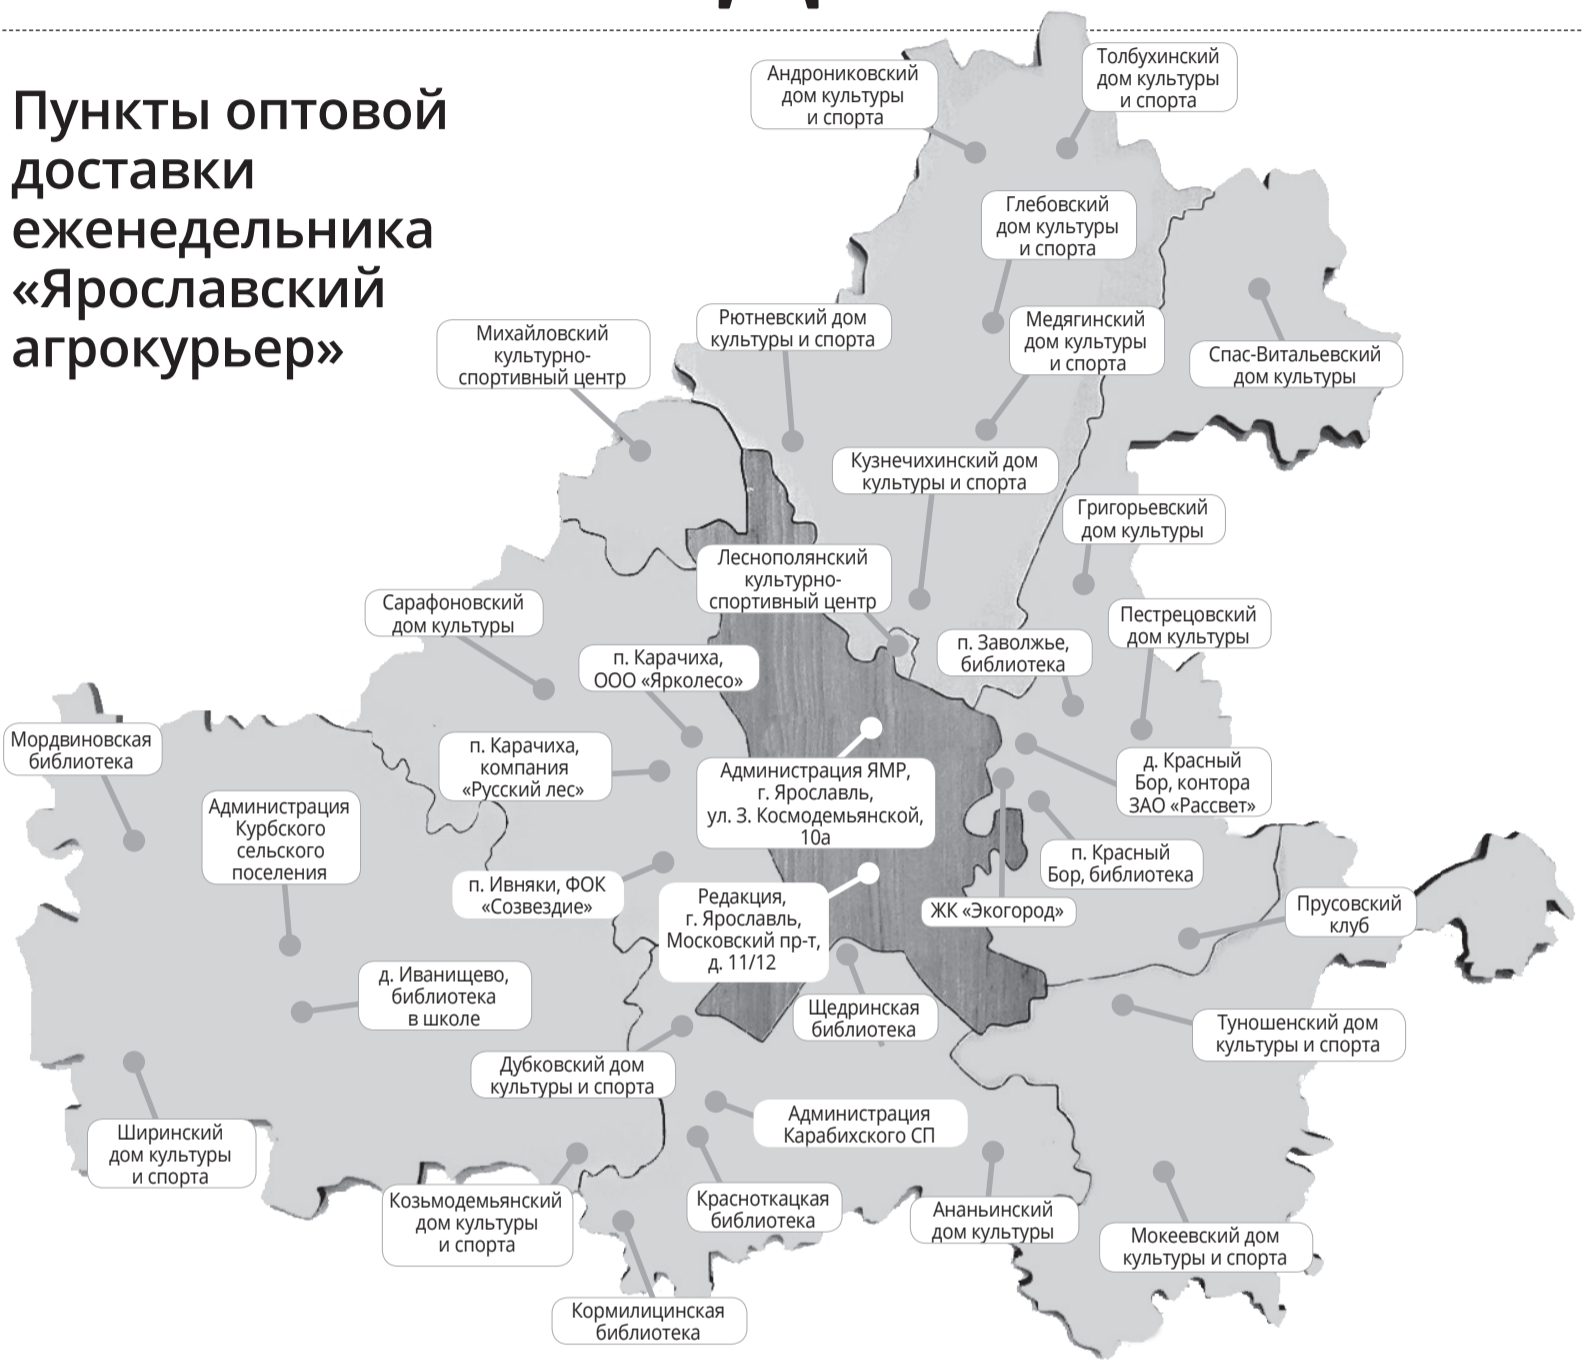 Пункты оптовой
доставки
еженедельника
«Ярославский
агрокурьер»
Андрониковский
дом культуры
и спорта
Толбухинский
дом культуры
и спорта
Глебовский
дом культуры
и спорта
Рютневский дом
культуры и спорта
Медягинский
дом культуры
и спорта
Спас-Витальевский
дом культуры
Михайловский
культурно-
спортивный центр
Кузнечихинский дом
культуры и спорта
Григорьевский
дом культуры
Леснополянский
культурно-
спортивный центр
Сарафоновский
дом культуры
Пестрецовский
дом культуры
п. Заволжье,
библиотека
п. Карачиха,
ООО «Ярколесо»
Мордвиновская
библиотека
п. Карачиха,
компания
«Русский лес»
Администрация ЯМР,
г. Ярославль,
ул. З. Космодемьянской,
10а
д. Красный
Бор, контора
ЗАО «Рассвет»
Администрация
Курбского
сельского
поселения
п. Красный
Бор, библиотека
п. Ивняки, ФОК
«Созвездие»
Редакция,
г. Ярославль,
Московский пр-т,
д. 11/12
ЖК «Экогород»
Прусовский
клуб
д. Иванищево,
библиотека
в школе
Щедринская
библиотека
Туношенский дом
культуры и спорта
Дубковский дом
культуры и спорта
Администрация
Карабихского СП
Ширинский
дом культуры
и спорта
Козьмодемьянский
дом культуры
и спорта
Красноткацкая
библиотека
Ананьинский
дом культуры
Мокеевский дом
культуры и спорта
Кормилицинская
библиотека